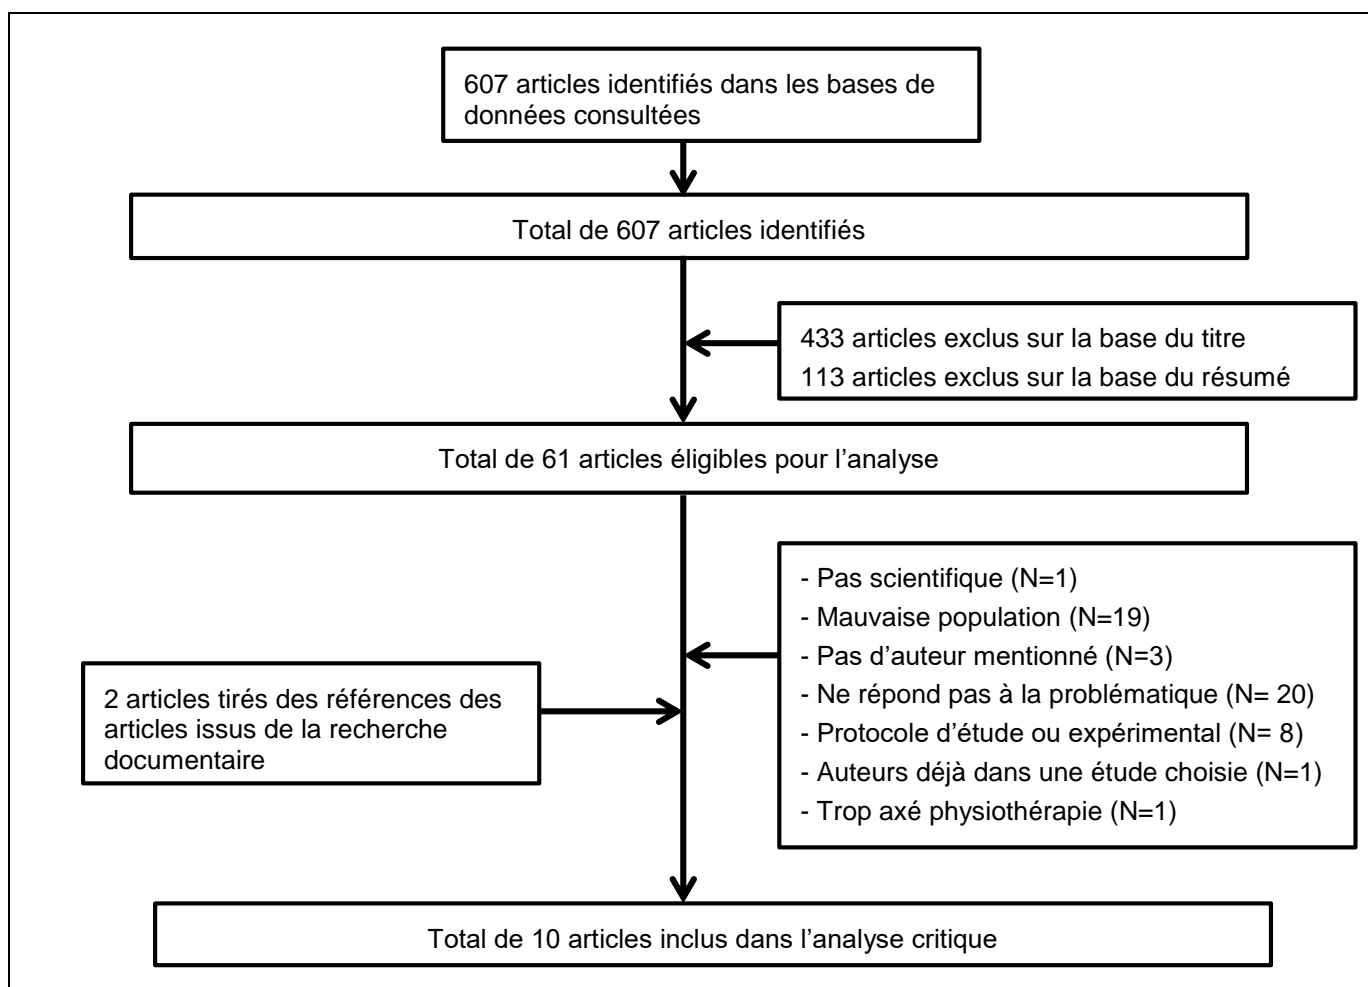 607 articles identifiés dans les bases de
données consultées
Total de 607 articles identifiés
433 articles exclus sur la base du titre
113 articles exclus sur la base du résumé
Total de 61 articles éligibles pour l’analyse
- Pas scientifique (N=1)
- Mauvaise population (N=19)
- Pas d’auteur mentionné (N=3)
- Ne répond pas à la problématique (N= 20)
- Protocole d’étude ou expérimental (N= 8)
- Auteurs déjà dans une étude choisie (N=1)
- Trop axé physiothérapie (N=1)
2 articles tirés des références des
articles issus de la recherche
documentaire
Total de 10 articles inclus dans l’analyse critique